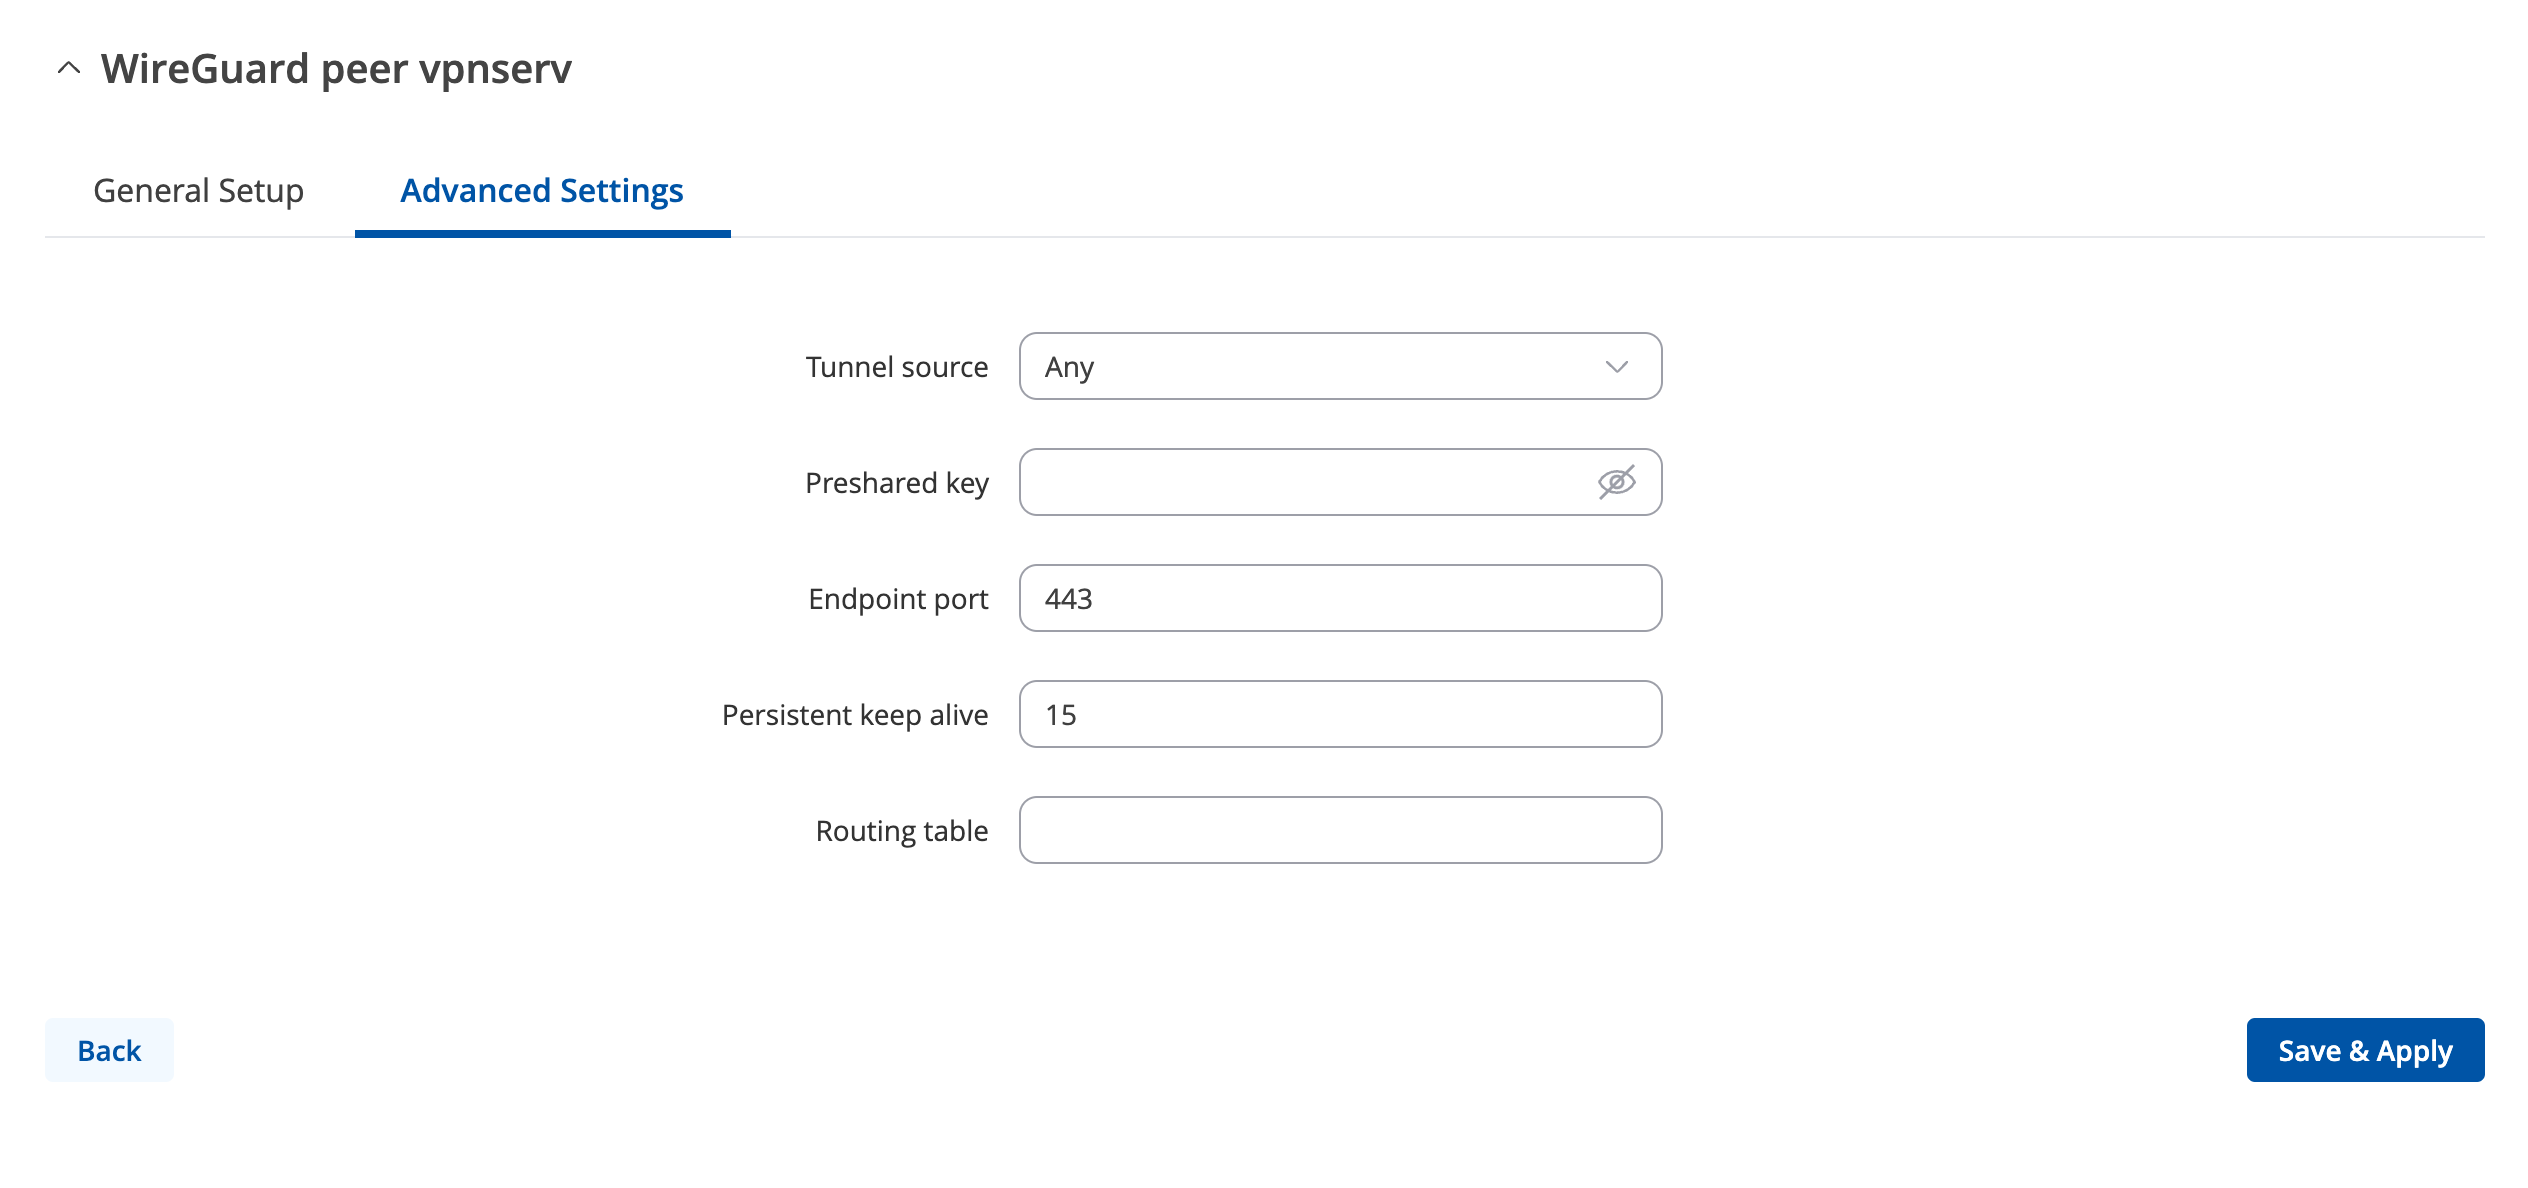 WireGuard peer vpnserv
General Setup
Advanced Settings
Tunnel source
Any
Preshared key
Endpoint port
443
Persistent keep alive
15
Routing table
Back
Save & Apply